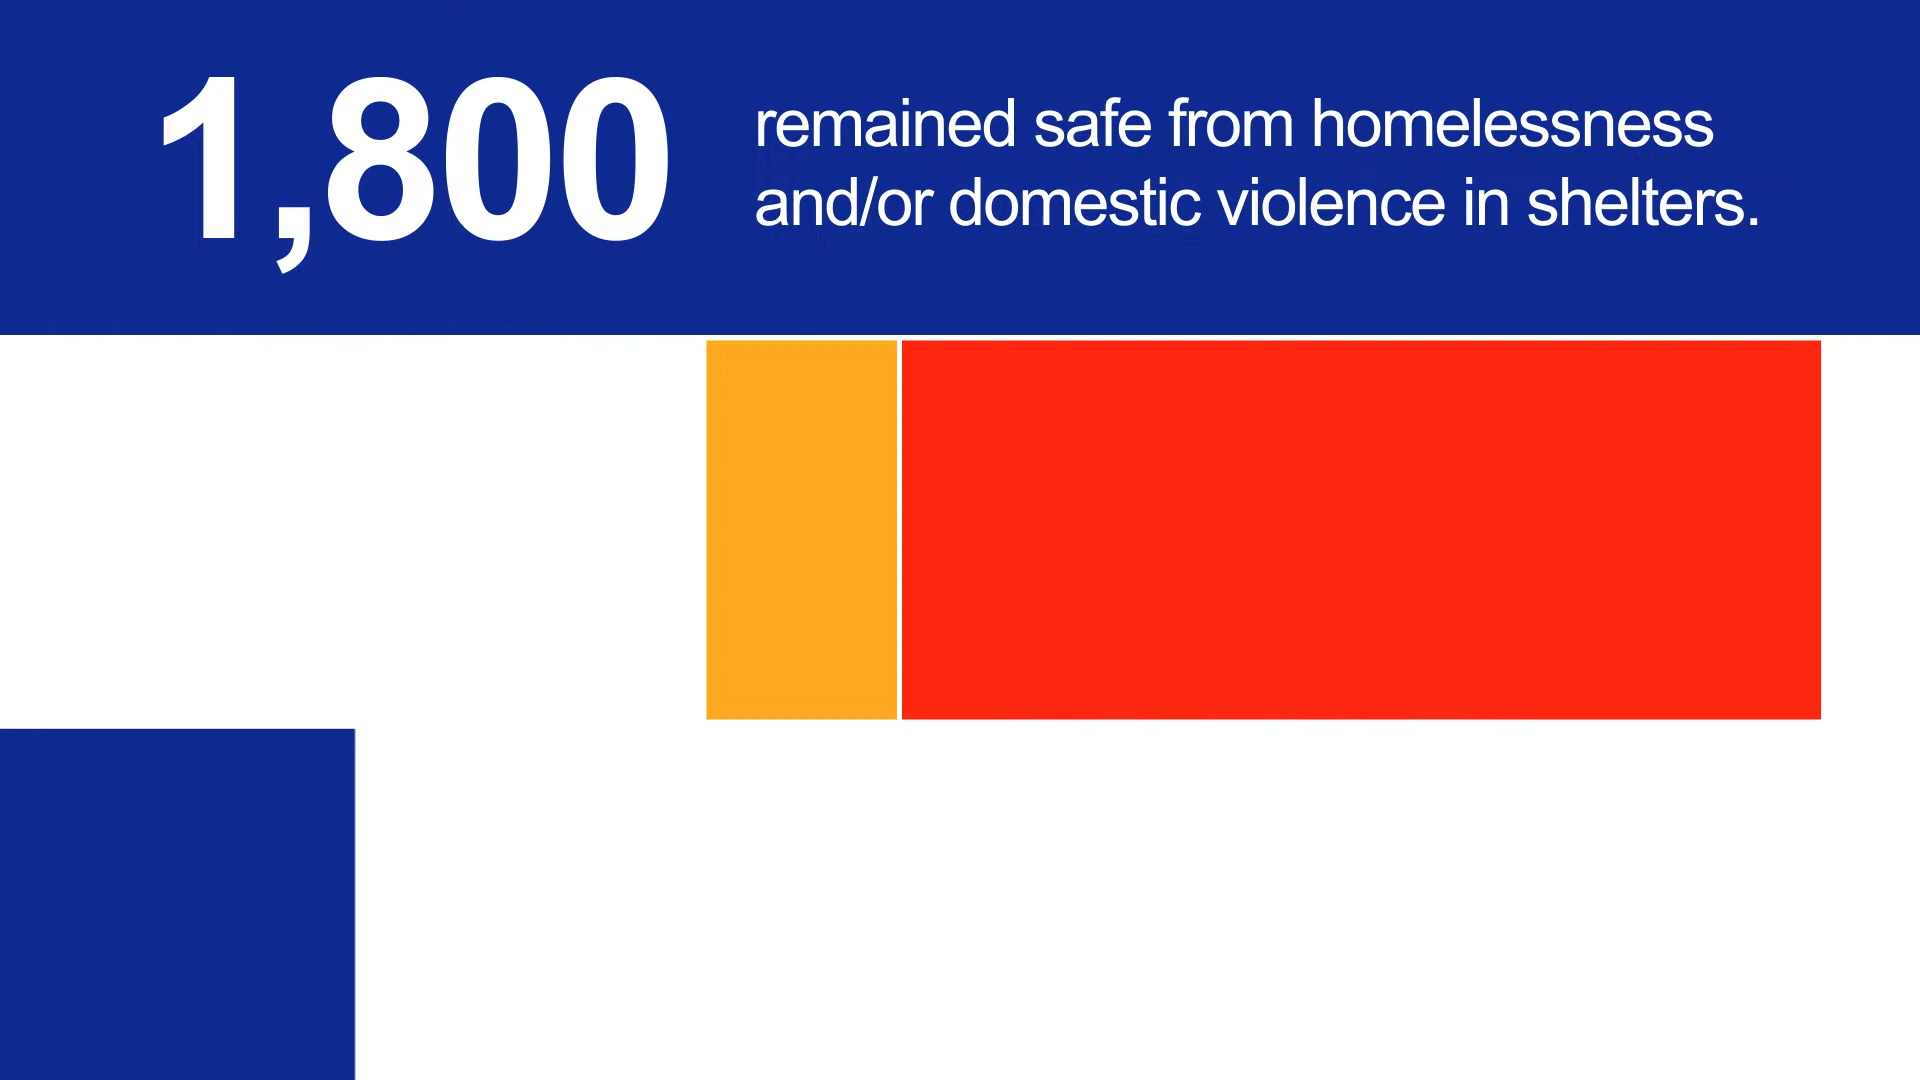 1,800
remained safe from homelessness
and/or domestic violence in shelters.